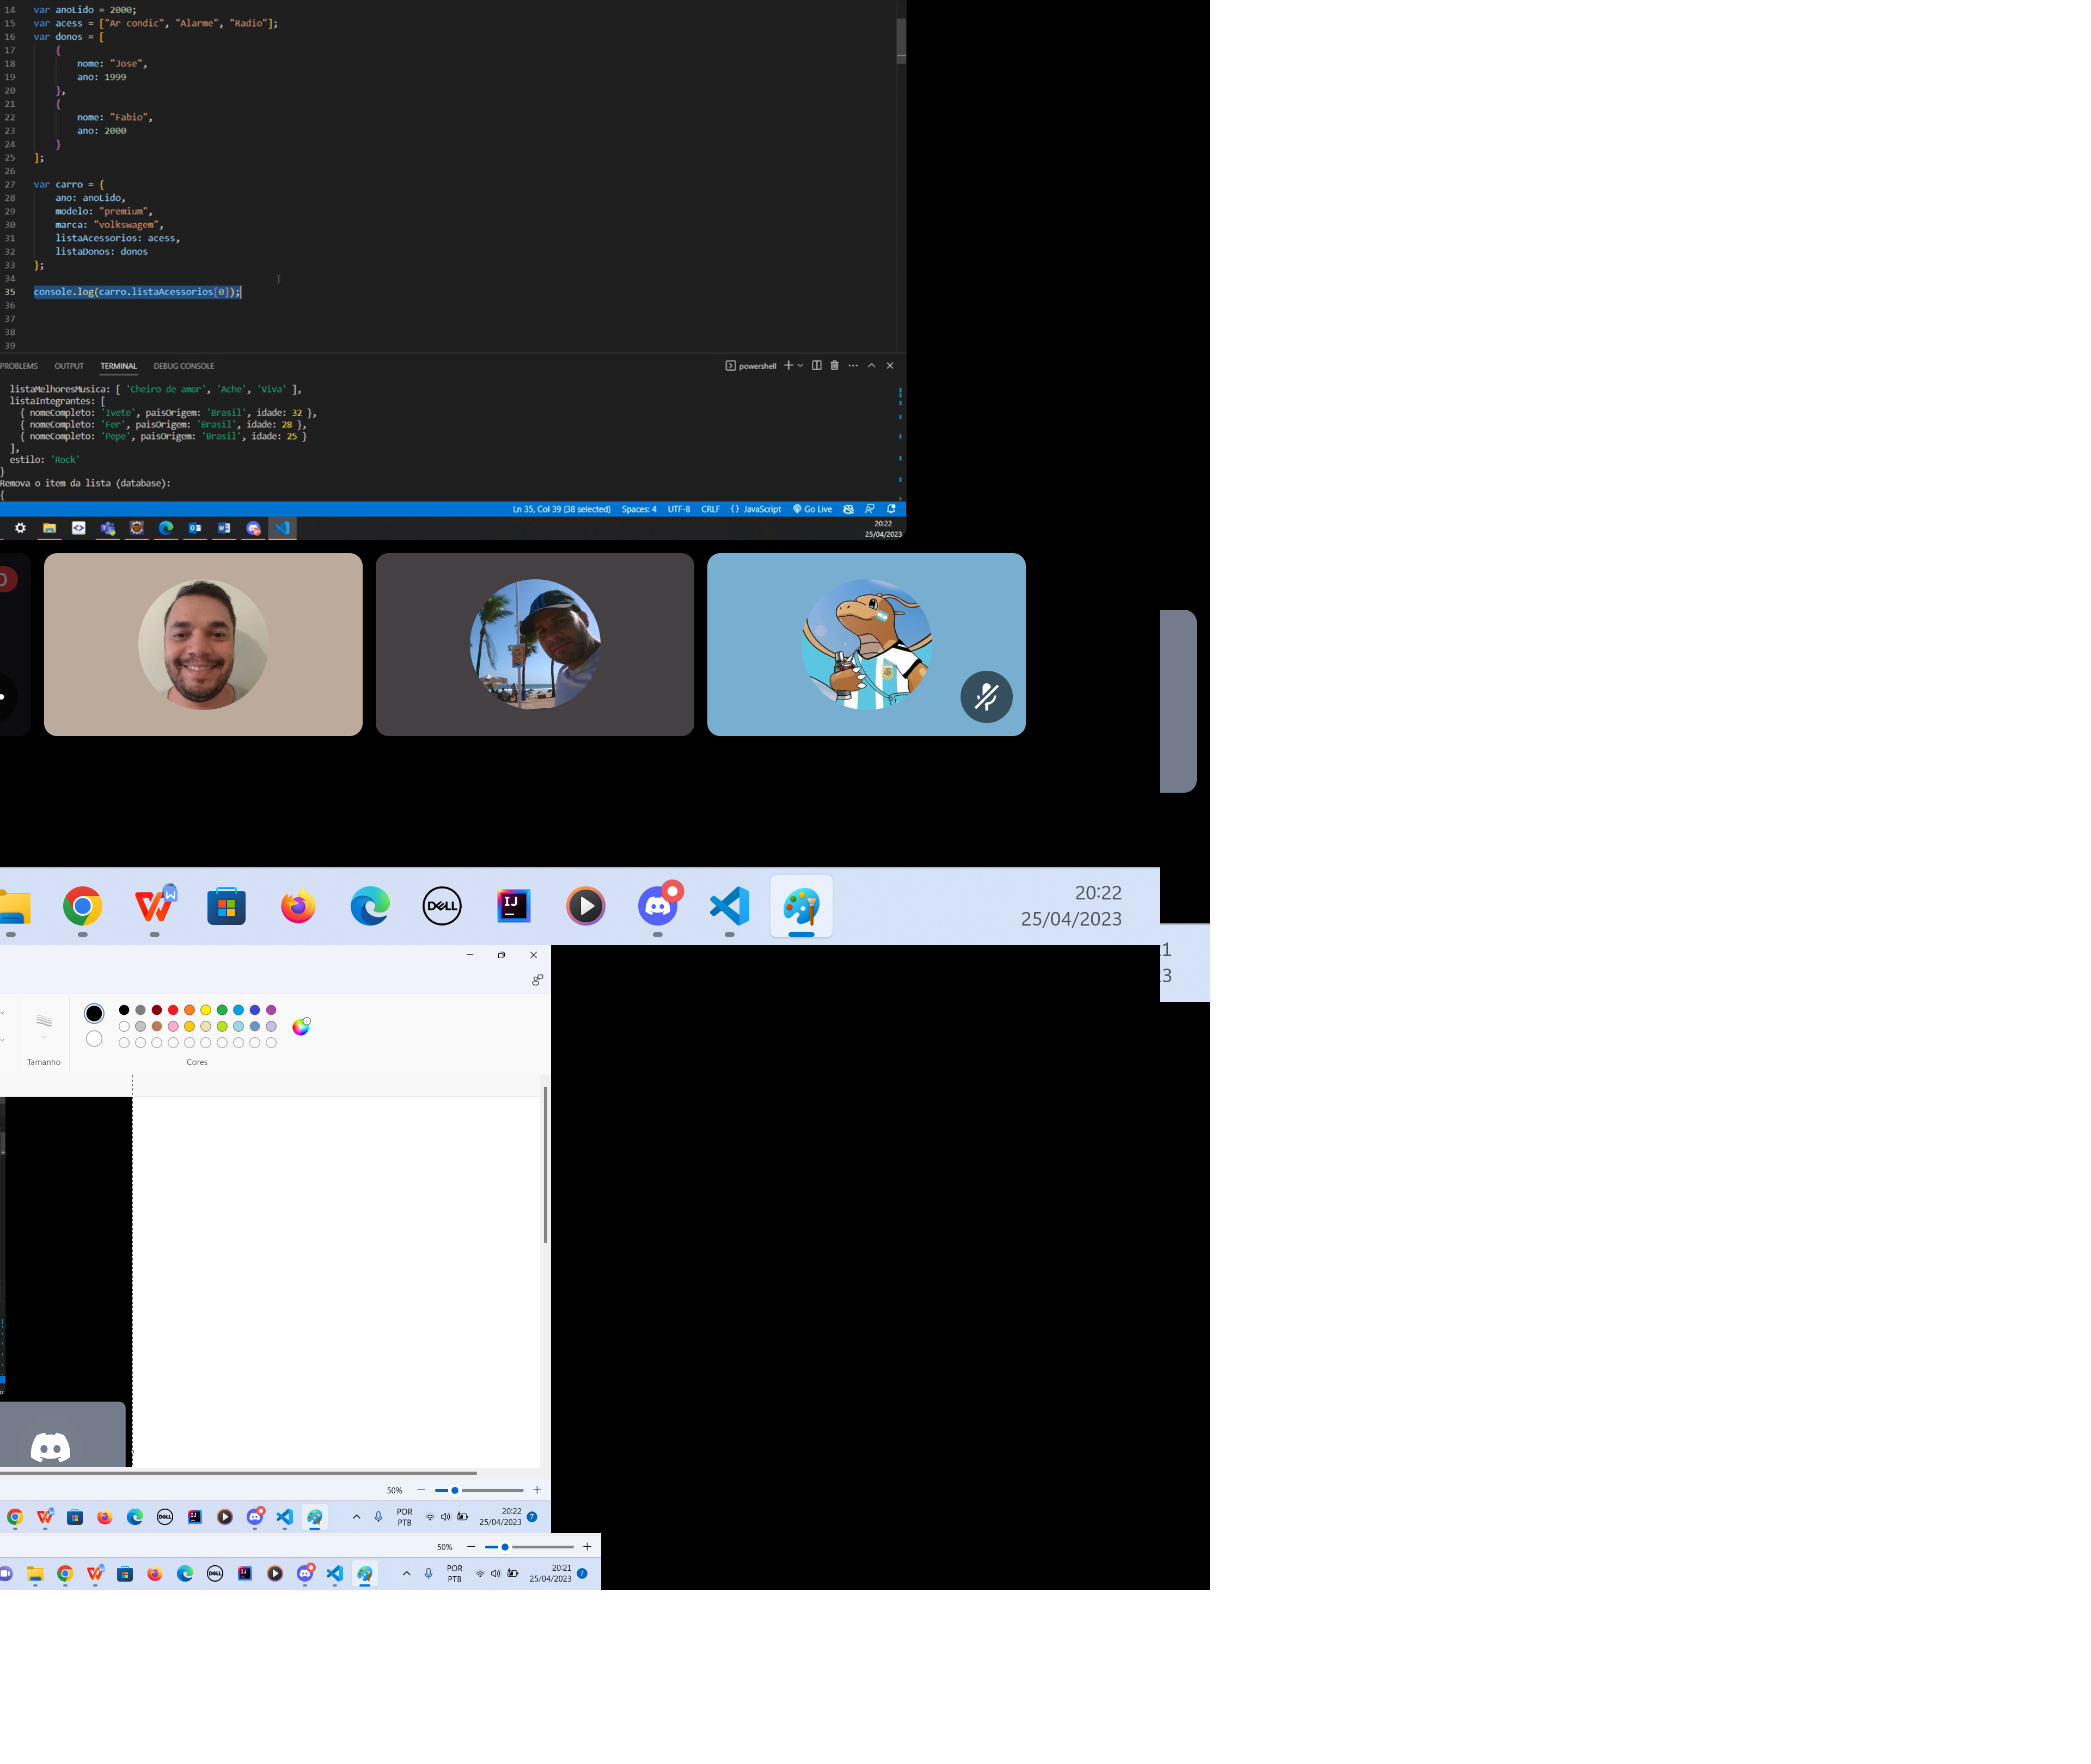 14 var anoLido = 2000;
15 var acess = ["Ar condic", "Alarme", "Radio"];
16 var donos = [
17 {
18 nome: "Jose",
19 ano: 1999
20 },
21 {
22 nome: "Fabio",
23 ano: 2000
24 }
25 ];
26
27 var carro = {
28 ano: anoLido,
29 modelo: "premium",
30 marca: "volkswagem",
31 listaAcessorios: acess,
32 listaDonos: donos
33 };
34
35 console.log(carro.listaAcessorios[0]);
36
37
38
39
PROBLEMS OUTPUT TERMINAL DEBUG CONSOLE powershell
listaMelhoresMusica: [ 'Cheiro de amor', 'Ache', 'Viva' ],
listaIntegrantes: [
{ nomeCompleto: 'Ivete', paisOrigem: 'Brasil', idade: 32 },
{ nomeCompleto: 'Fer', paisOrigem: 'Brasil', idade: 28 },
{ nomeCompleto: 'Pepe', paisOrigem: 'Brasil', idade: 25 }
],
estilo: 'Rock'
}
Remova o item da lista (database):
{
Ln 35, Col 39 (38 selected) Spaces: 4 UTF-8 CRLF {} JavaScript Go Live
20:22
25/04/2023
DELL
IJ
20:22
25/04/2023
1
3
Tamanho
Cores
50%
DELL
POR
PTB
20:22
25/04/2023
7
50%
DELL
POR
PTB
20:21
25/04/2023
7